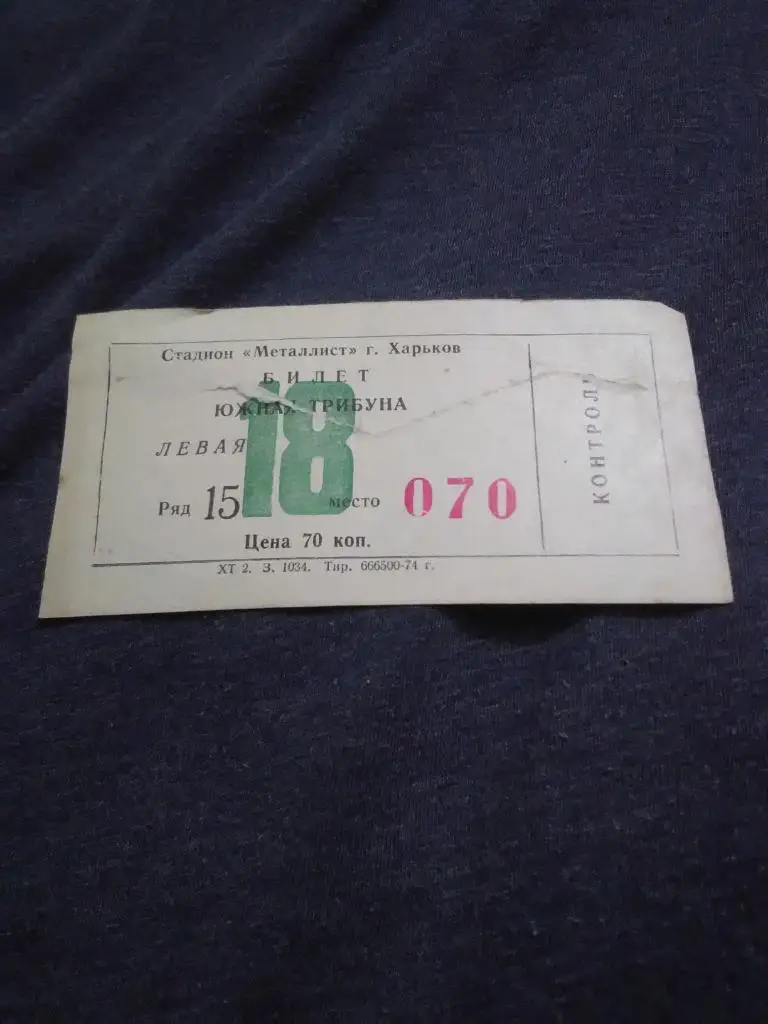 Стадион «Металлист» г. Харьков
БИЛЕТ
ЮЖНАЯ ТРИБУНА
ЛЕВАЯ
18
Ряд 15 место 070
Цена 70 коп.
ХТ 2. З. 1034. Тир. 666500-74 г.
КОНТРОЛЬ